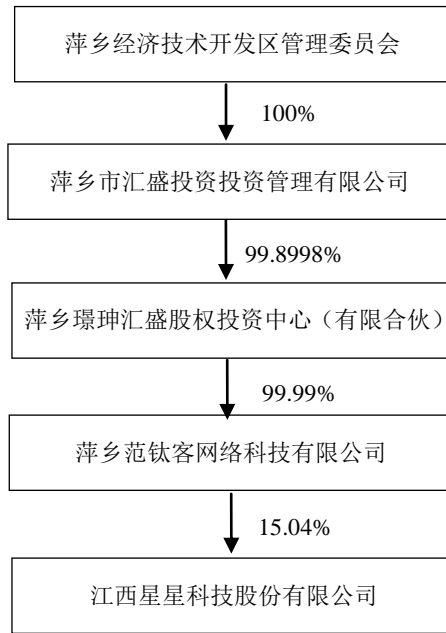 萍乡经济技术开发区管理委员会
100%
萍乡市汇盛投资投资管理有限公司
99.8998%
萍乡璟珅汇盛股权投资中心（有限合伙）
99.99%
萍乡范钛客网络科技有限公司
15.04%
江西星星科技股份有限公司